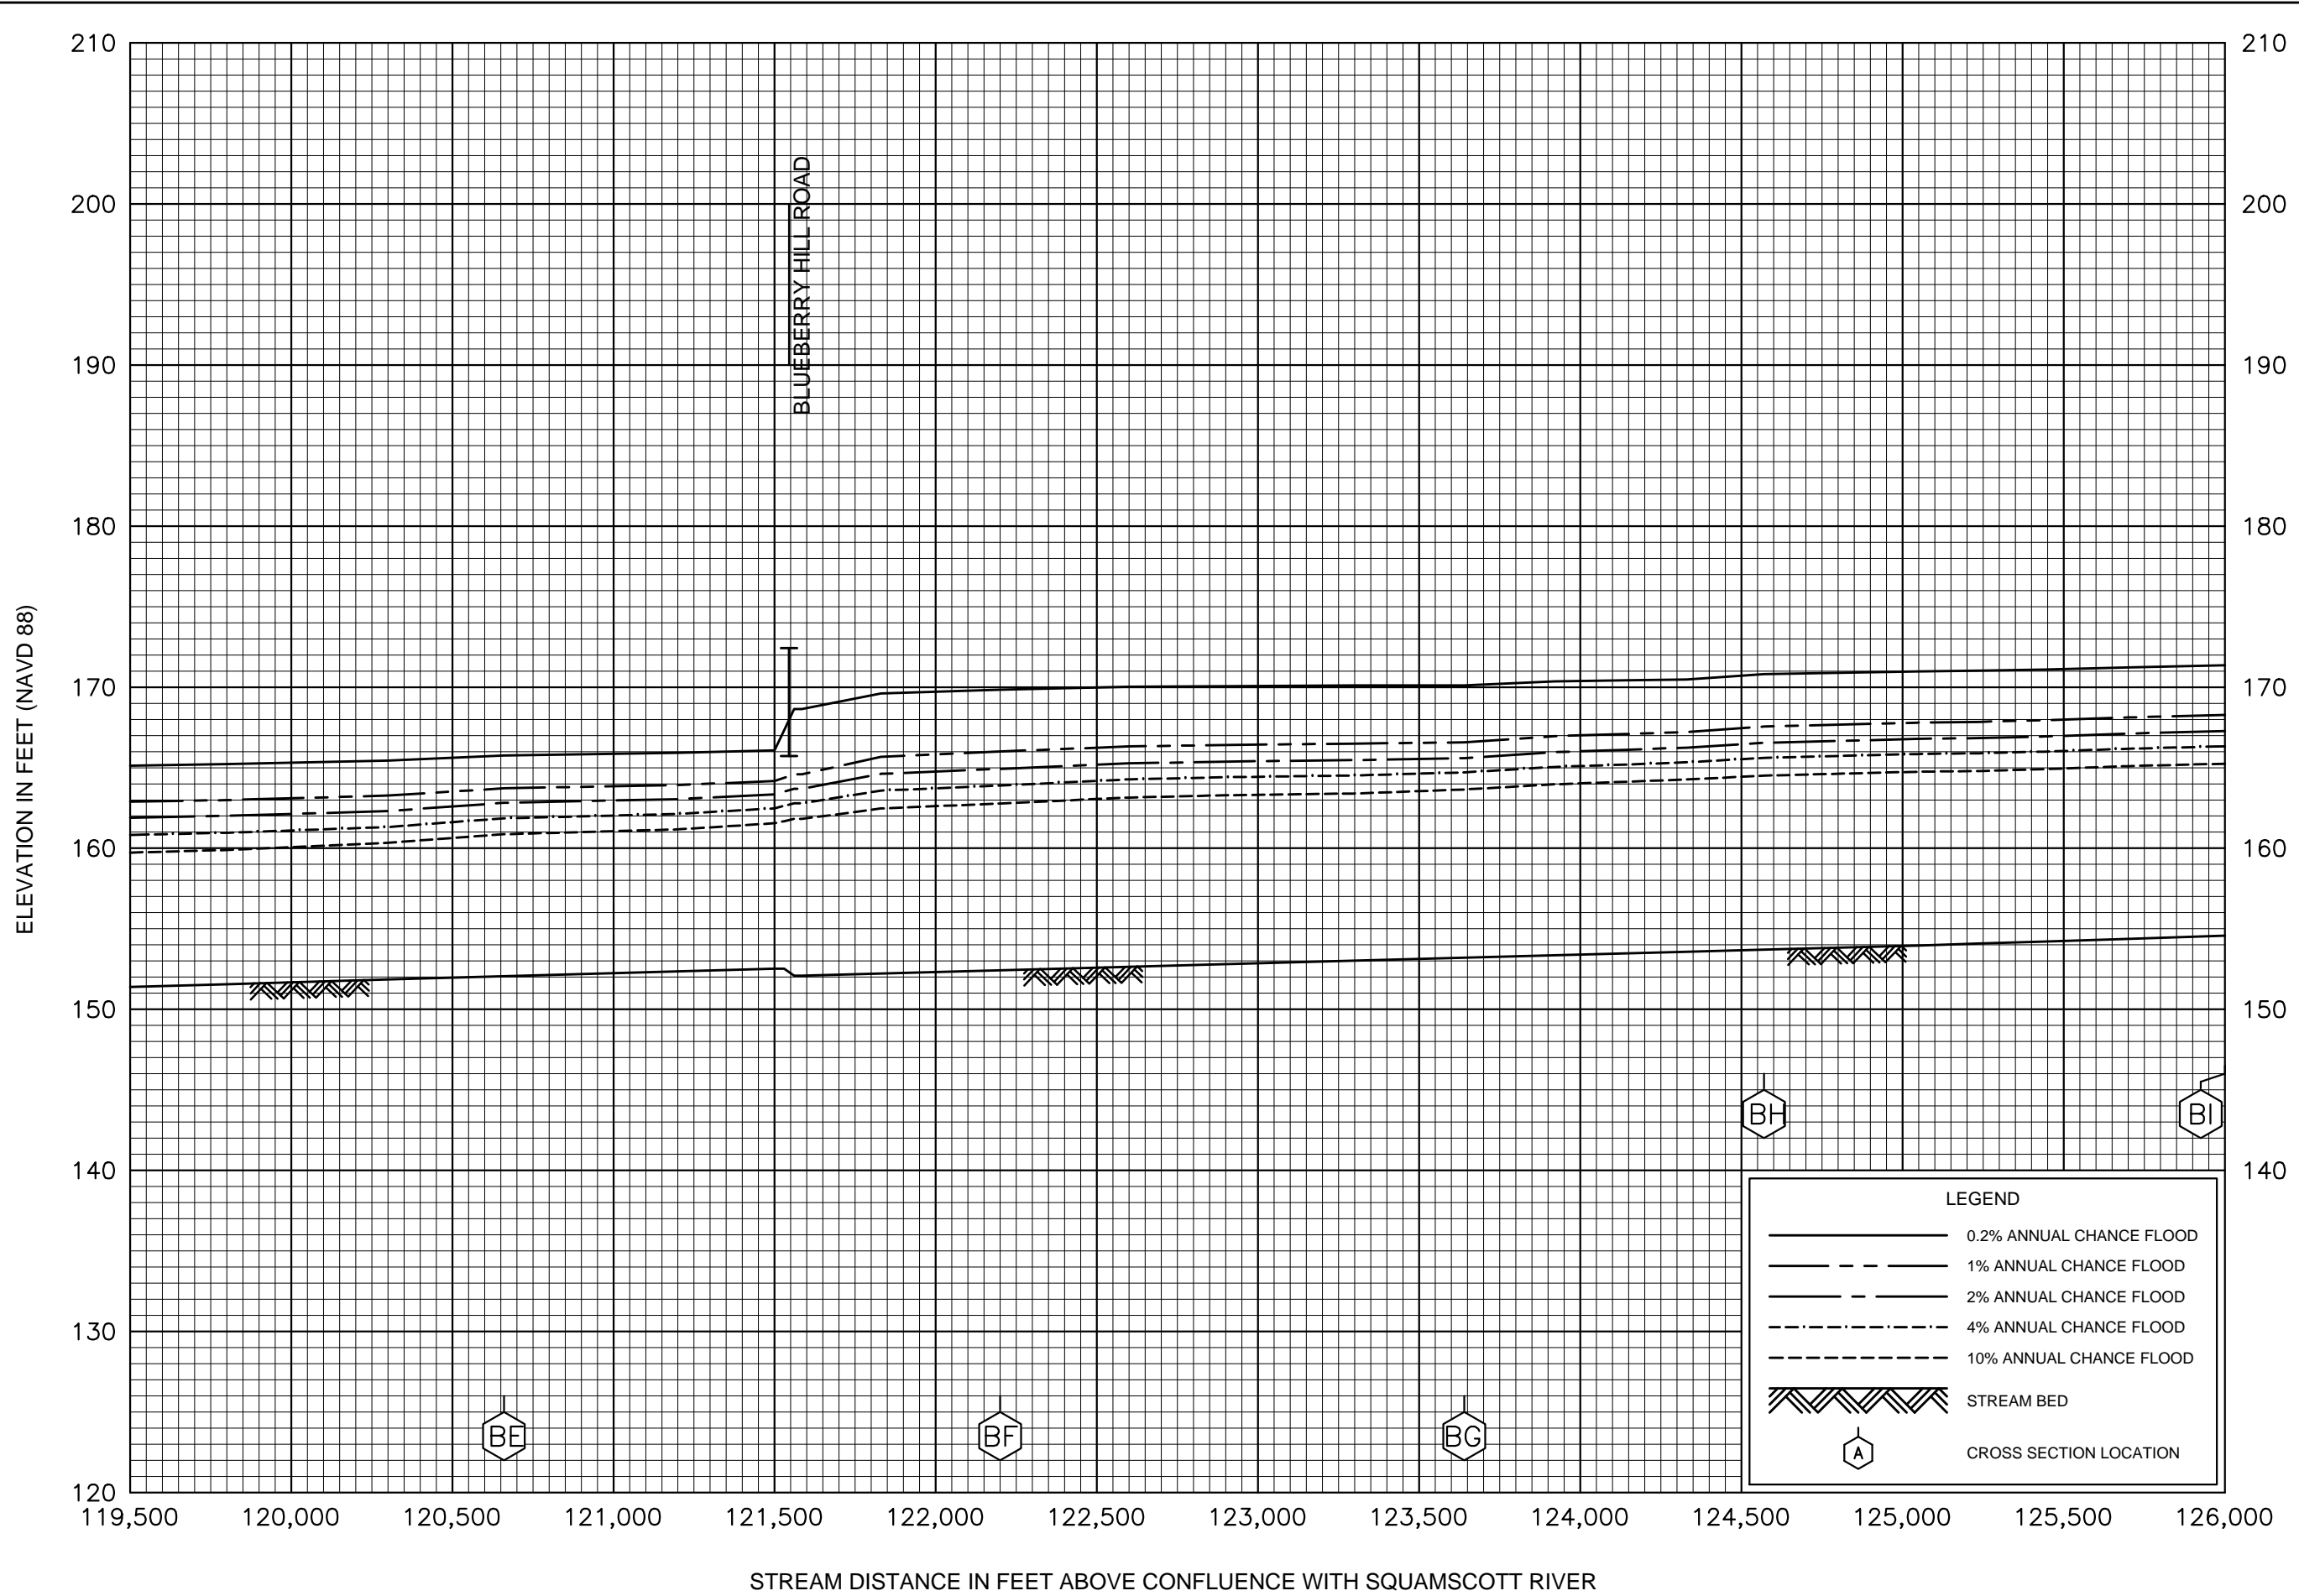 210
210
200
200
190
190
180
180
170
170
160
160
150
150
140
140
130
120
ELEVATION IN FEET (NAVD 88)
BLUEBERRY HILL ROAD
BH
BI
BE
BF
BG
LEGEND
0.2% ANNUAL CHANCE FLOOD
1% ANNUAL CHANCE FLOOD
2% ANNUAL CHANCE FLOOD
4% ANNUAL CHANCE FLOOD
10% ANNUAL CHANCE FLOOD
STREAM BED
A
CROSS SECTION LOCATION
119,500 120,000 120,500 121,000 121,500 122,000 122,500 123,000 123,500 124,000 124,500 125,000 125,500 126,000
STREAM DISTANCE IN FEET ABOVE CONFLUENCE WITH SQUAMSCOTT RIVER